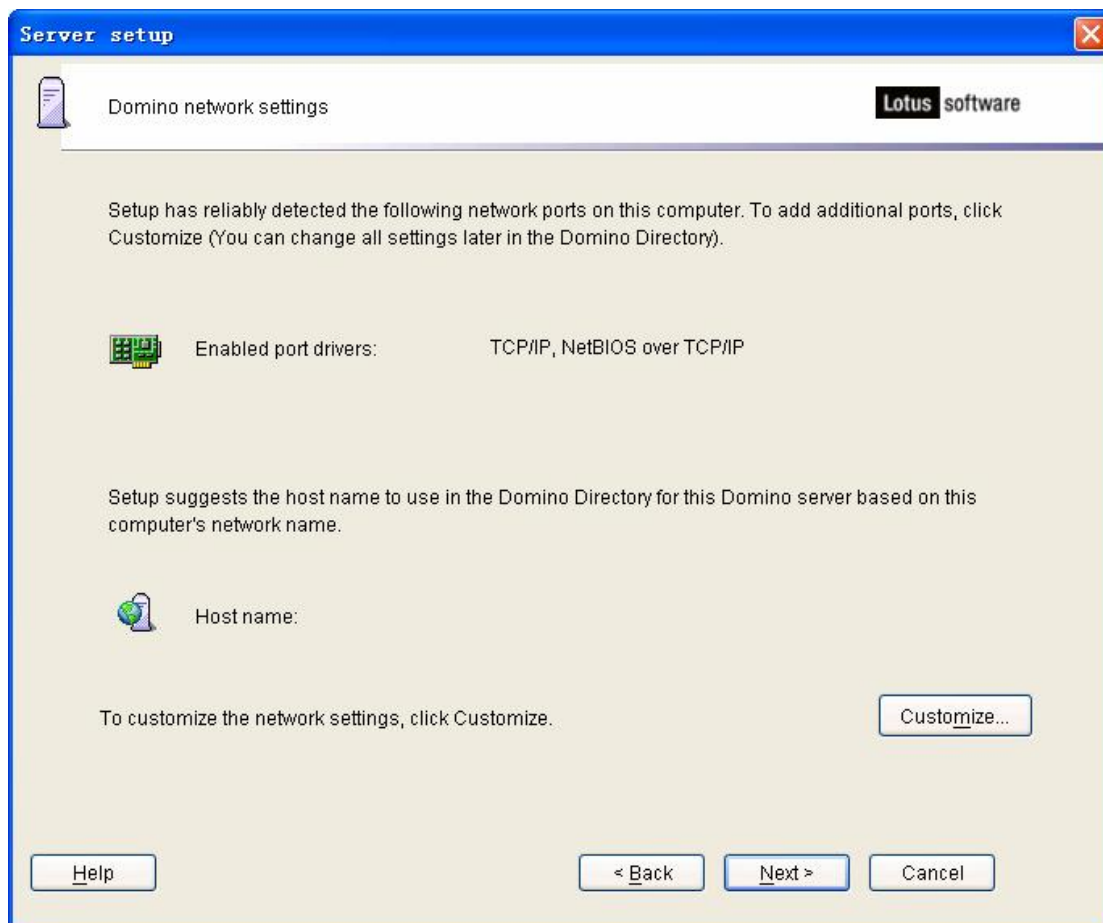 Server setup
Domino network settings
Lotus software
Setup has reliably detected the following network ports on this computer. To add additional ports, click
Customize (You can change all settings later in the Domino Directory).
Enabled port drivers: TCP/IP, NetBIOS over TCP/IP
Setup suggests the host name to use in the Domino Directory for this Domino server based on this
computer's network name.
Host name:
To customize the network settings, click Customize.
Customize...
Help
< Back
Next >
Cancel